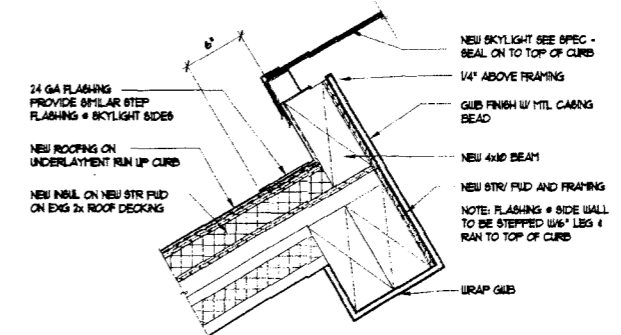 6"
24 GA FLASHING
PROVIDE SIMILAR STEP
FLASHING @ SKYLIGHT SIDES
NEW ROOFING ON
UNDERLAYMENT RUN UP CURB
NEW INSUL ON NEW STR PWD
ON EXG 2x ROOF DECKING
NEW SKYLIGHT SEE SPEC -
SEAL ON TO TOP OF CURB
1/4" ABOVE FRAMING
GWB FINISH W/ MTL CASING
BEAD
NEW 4x10 BEAM
NEW STR/ PWD AND FRAMING
NOTE: FLASHING @ SIDE WALL
TO BE STEPPED W/6" LEG &
RAN TO TOP OF CURB
WRAP GWB